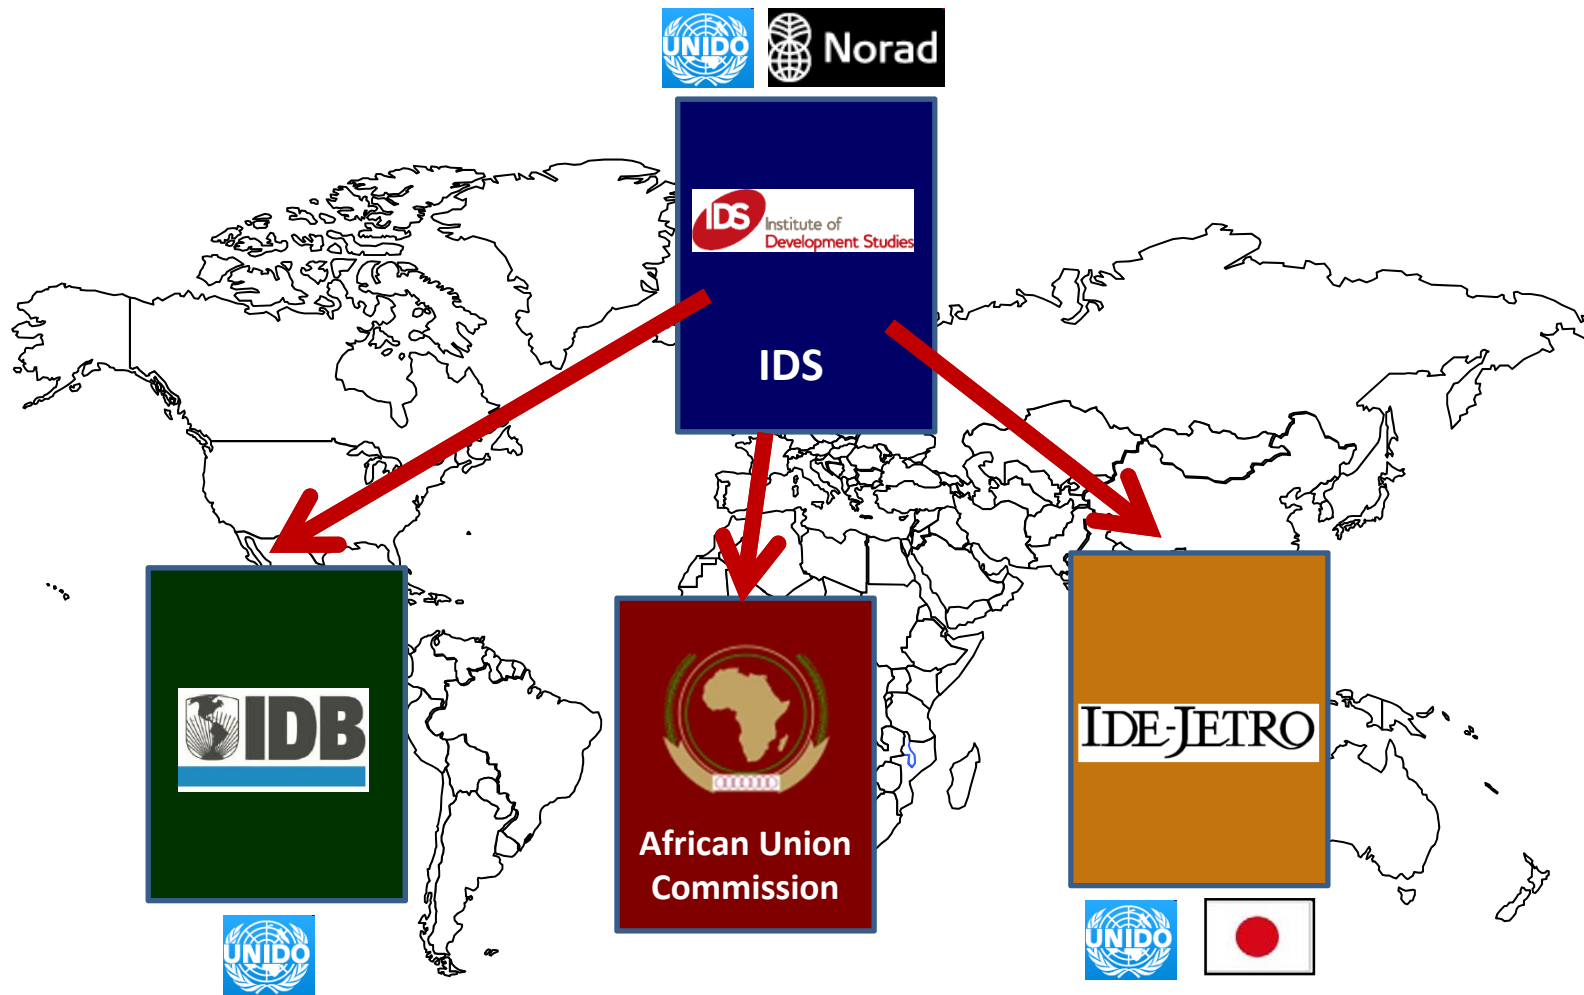 UNIDO
Norad
IDS
Institute of
Development Studies
IDS
IDB
African Union
Commission
IDE-JETRO
UNIDO
UNIDO